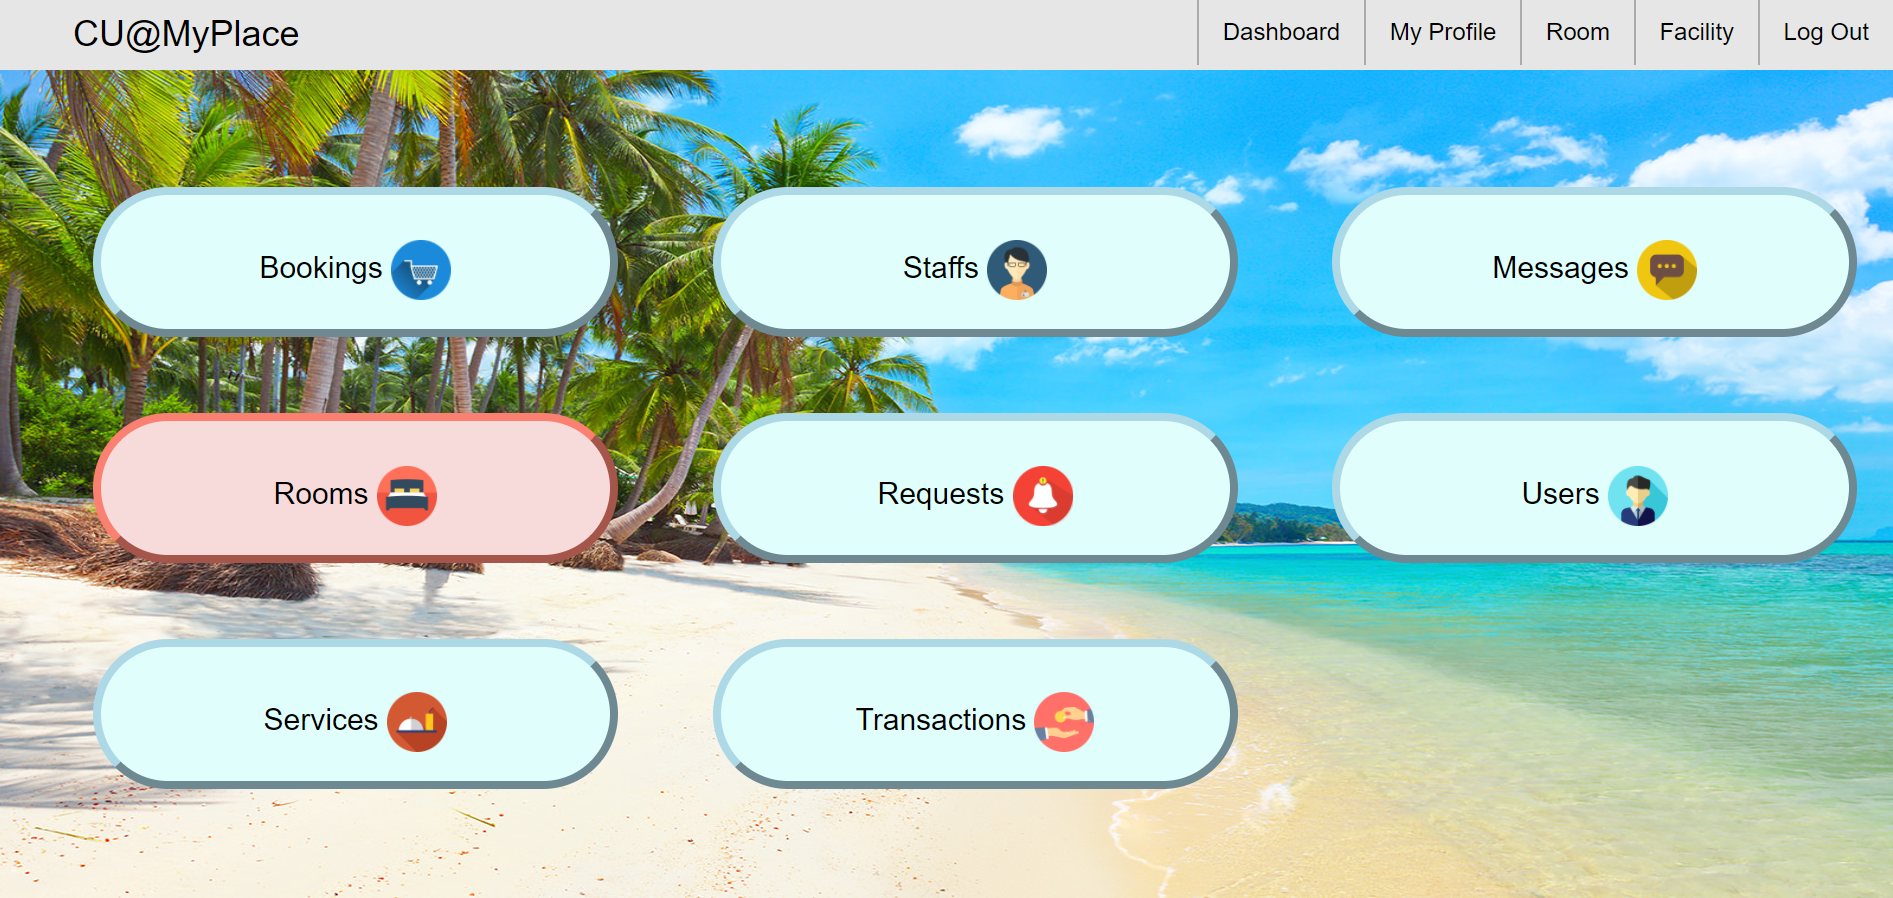 CU@MyPlace
Dashboard
My Profile
Room
Facility
Log Out
Bookings
Staffs
Messages
Rooms
Requests
Users
Services
Transactions